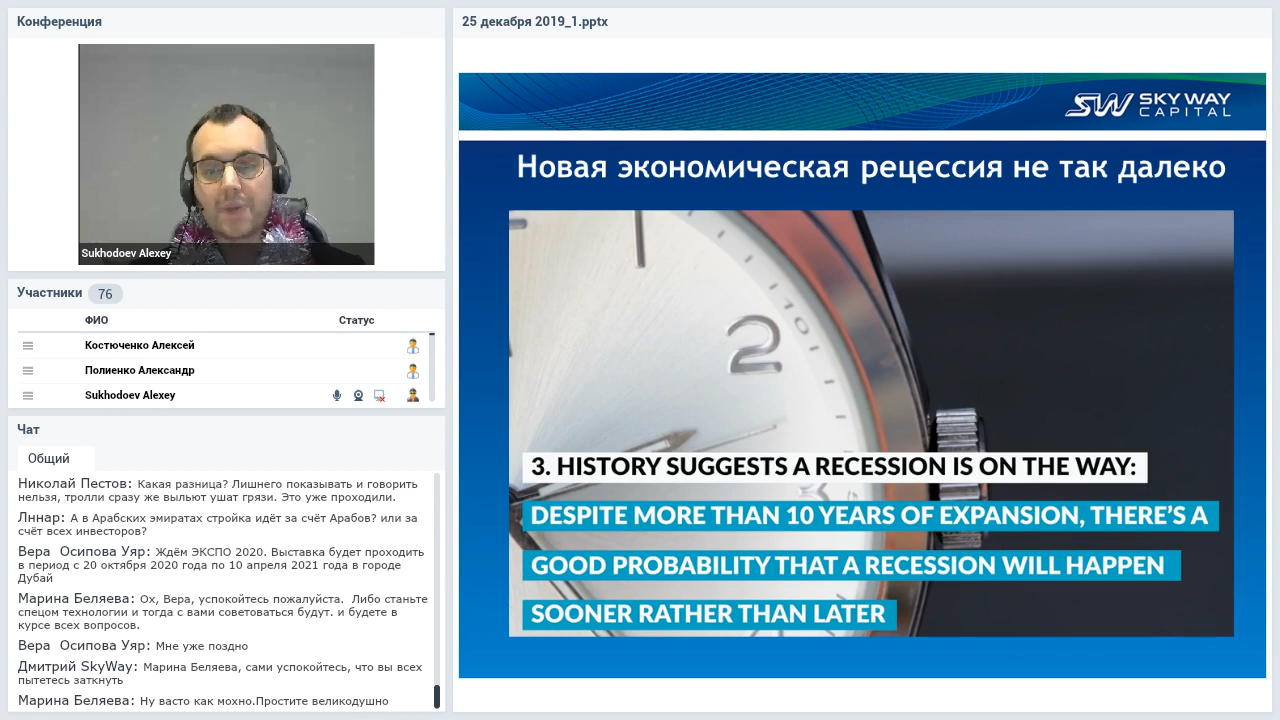 Конференция
Sukhodoev Alexey
Участники 76
ФИО Статус
Костюченко Алексей
Полиенко Александр
Sukhodoev Alexey
Чат
Общий
Николай Пестов: Какая разница? Лишнего показывать и говорить
нельзя, тролли сразу же выльют ушат грязи. Это уже проходили.
Лннар: А в Арабских эмиратах стройка идёт за счёт Арабов? или за
счёт всех инвесторов?
Вера Осипова Уяр: Ждём ЭКСПО 2020. Выставка будет проходить
в период с 20 октября 2020 года по 10 апреля 2021 года в городе
Дубай
Марина Беляева: Ох, Вера, успокойтесь пожалуйста. Либо станьте
спецом технологии и тогда с вами советоваться будут. и будете в
курсе всех вопросов.
Вера Осипова Уяр: Мне уже поздно
Дмитрий SkyWay: Марина Беляева, сами успокойтесь, что вы всех
пытетесь заткнуть
Марина Беляева: Ну васто как мохно.Простите великодушно
25 декабря 2019_1.pptx
SW SKY WAY
CAPITAL
Новая экономическая рецессия не так далеко
10
2
3. HISTORY SUGGESTS A RECESSION IS ON THE WAY:
DESPITE MORE THAN 10 YEARS OF EXPANSION, THERE'S A
GOOD PROBABILITY THAT A RECESSION WILL HAPPEN
SOONER RATHER THAN LATER